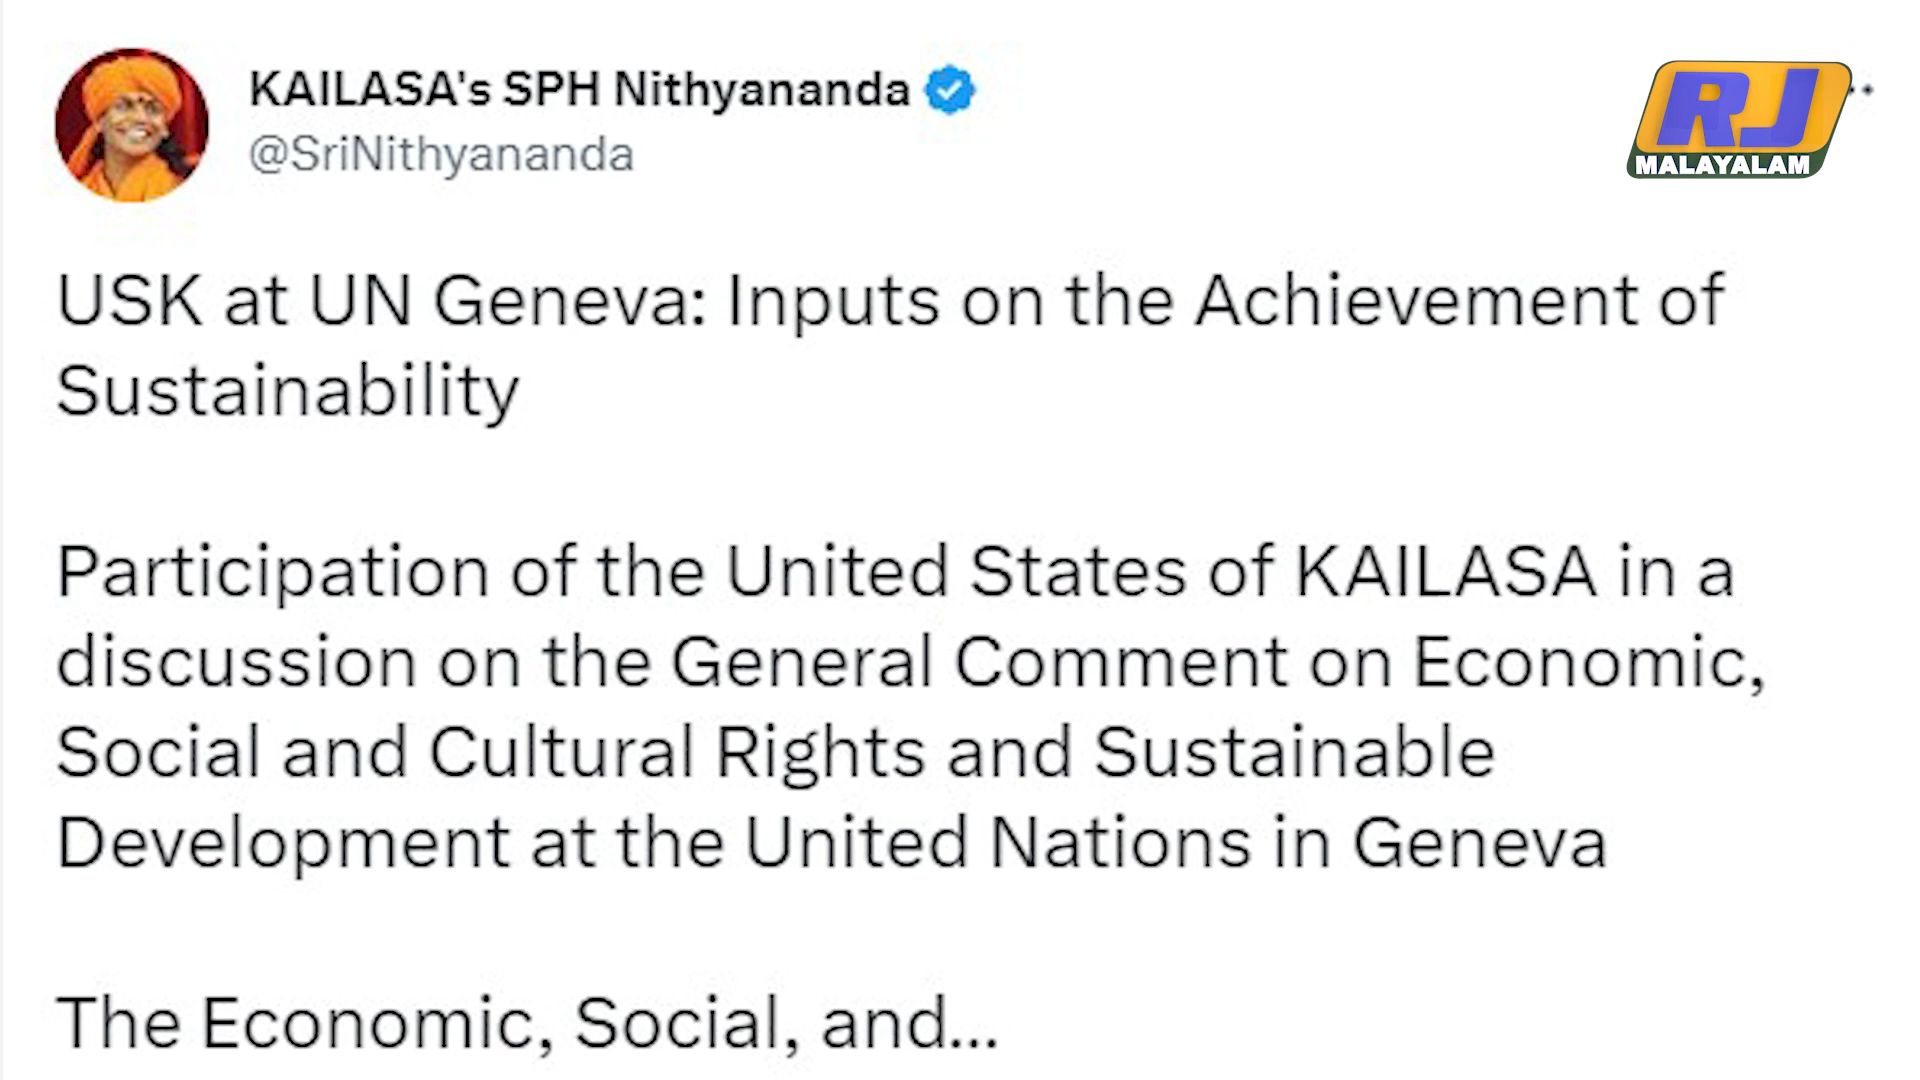 KAILASA's SPH Nithyananda
@SriNithyananda
RJ
MALAYALAM
USK at UN Geneva: Inputs on the Achievement of
Sustainability
Participation of the United States of KAILASA in a
discussion on the General Comment on Economic,
Social and Cultural Rights and Sustainable
Development at the United Nations in Geneva
The Economic, Social, and...